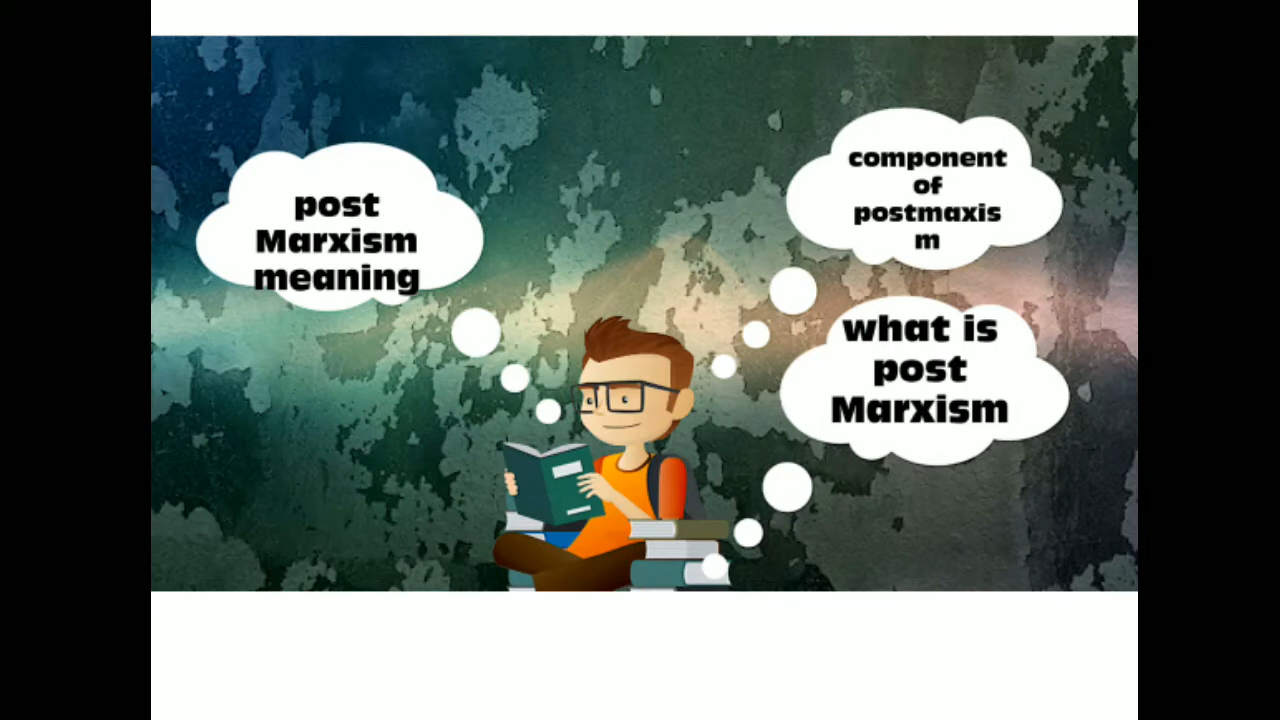 post
Marxism
meaning
component
of
postmaxis
m
what is
post
Marxism